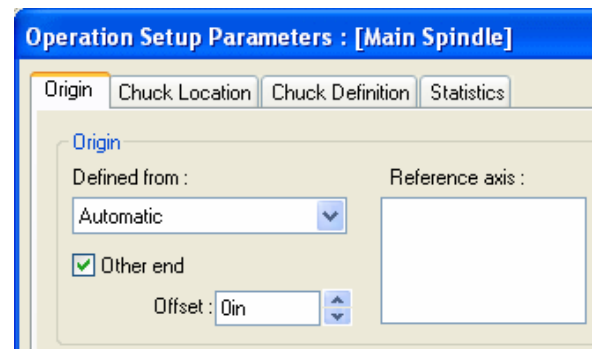 Operation Setup Parameters : [Main Spindle]
Origin Chuck Location Chuck Definition Statistics
Origin
Defined from : Reference axis :
Automatic
Other end
Offset : 0in